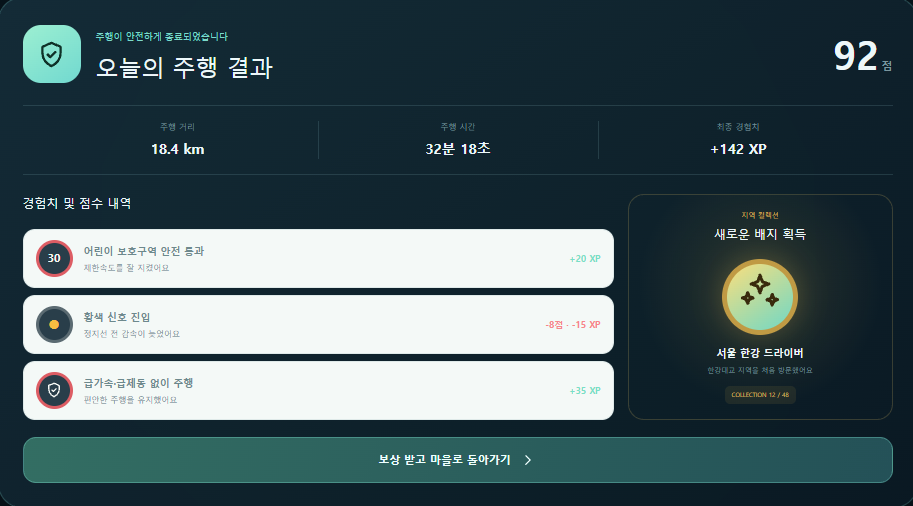 주행이 안전하게 종료되었습니다
오늘의 주행 결과
92점
주행 거리
18.4 km
주행 시간
32분 18초
최종 경험치
+142 XP
경험치 및 점수 내역
30
어린이 보호구역 안전 통과
제한속도를 잘 지켰어요
+20 XP
황색 신호 진입
정지선 전 감속이 늦었어요
-8점 · -15 XP
급가속·급제동 없이 주행
편안한 주행을 유지했어요
+35 XP
지역 컬렉션
새로운 배지 획득
서울 한강 드라이버
한강대교 지역을 처음 방문했어요
COLLECTION 12 / 48
보상 받고 마을로 돌아가기